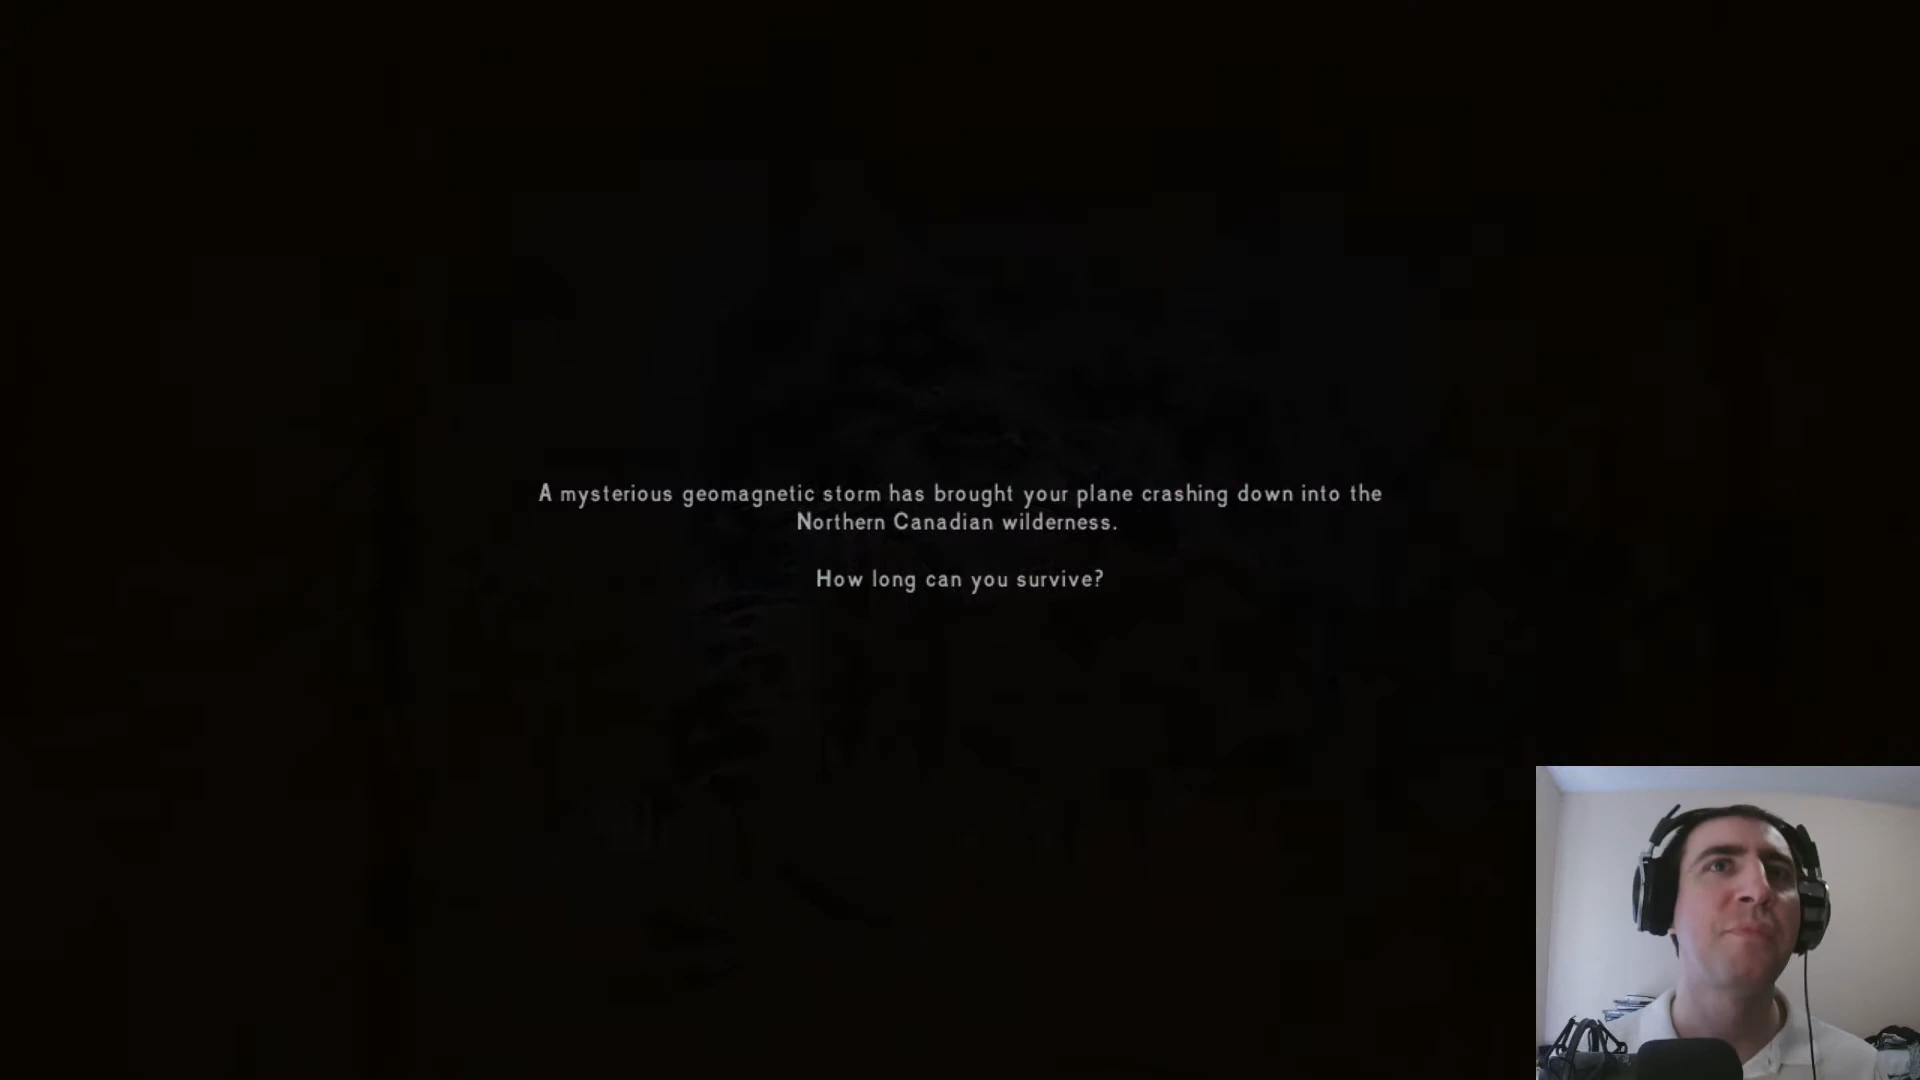 A mysterious geomagnetic storm has brought your plane crashing down into the
Northern Canadian wilderness.
How long can you survive?